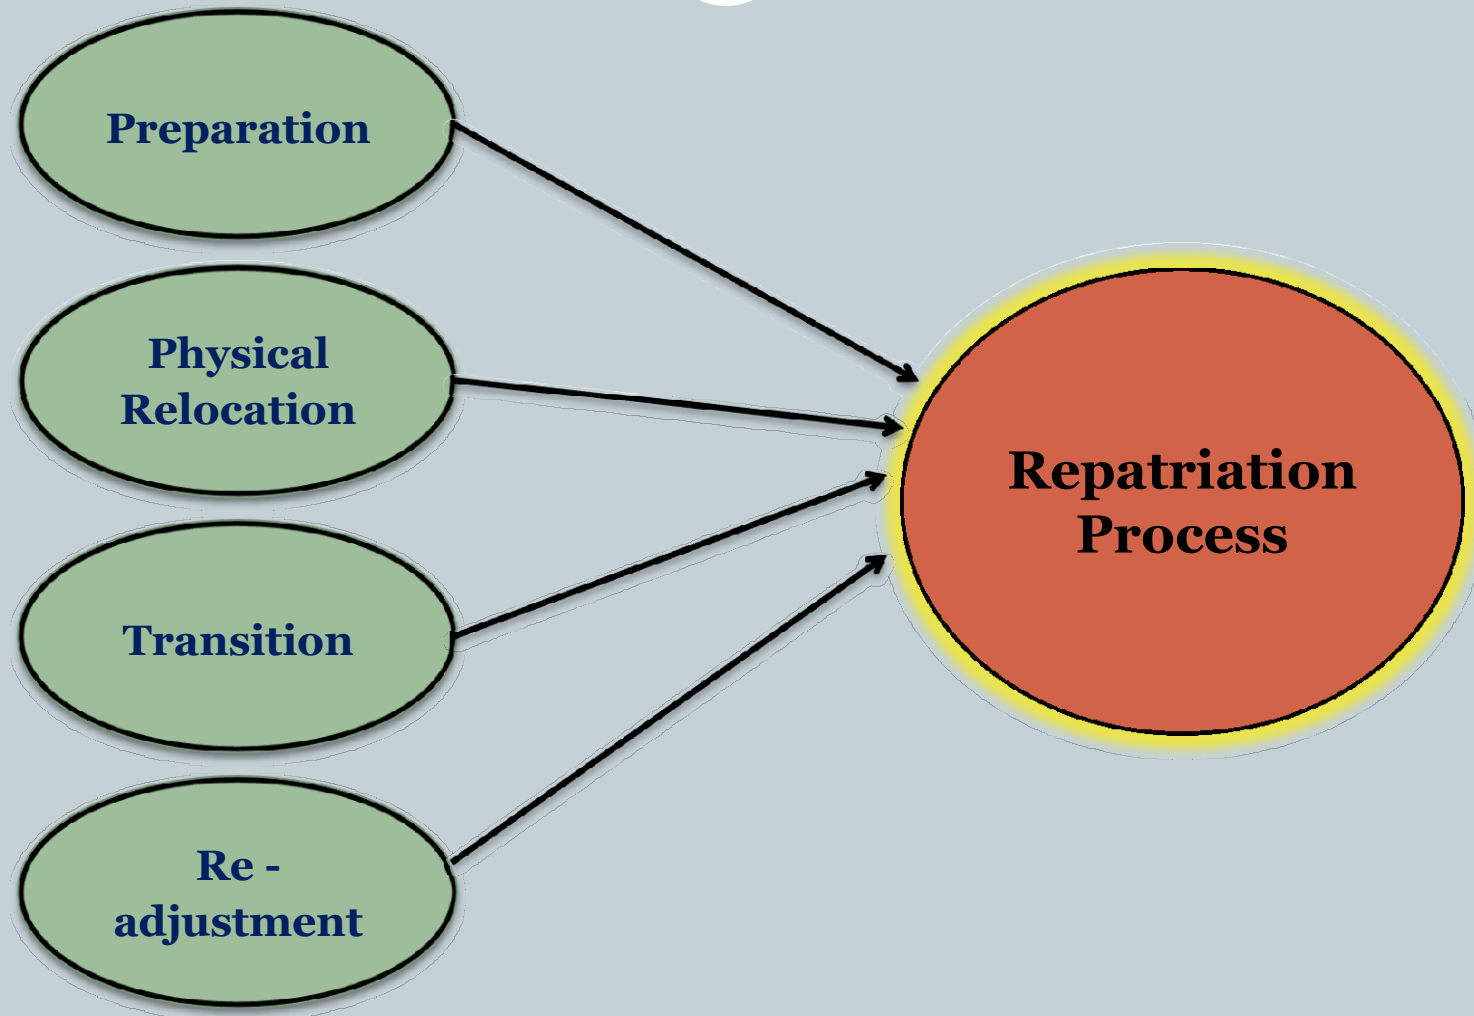 Preparation
Physical
Relocation
Transition
Re -
adjustment
Repatriation
Process